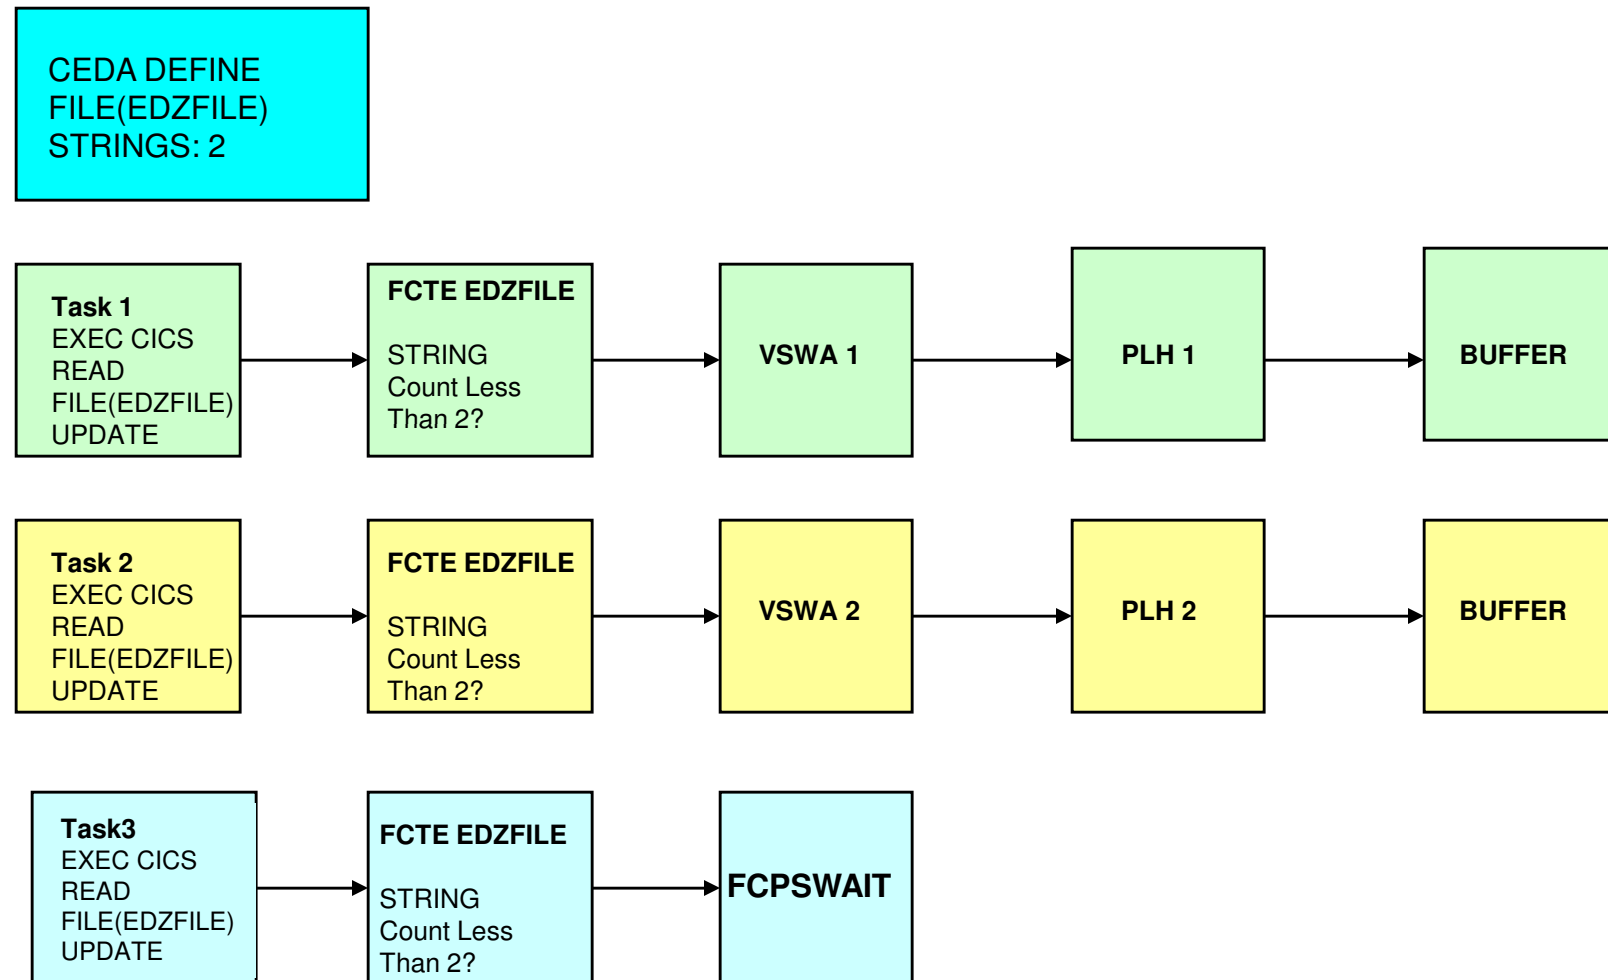 CEDA DEFINE
FILE(EDZFILE)
STRINGS: 2
Task 1
EXEC CICS
READ
FILE(EDZFILE)
UPDATE
FCTE EDZFILE
STRING
Count Less
Than 2?
VSWA 1
PLH 1
BUFFER
Task 2
EXEC CICS
READ
FILE(EDZFILE)
UPDATE
FCTE EDZFILE
STRING
Count Less
Than 2?
VSWA 2
PLH 2
BUFFER
Task3
EXEC CICS
READ
FILE(EDZFILE)
UPDATE
FCTE EDZFILE
STRING
Count Less
Than 2?
FCPSWAIT